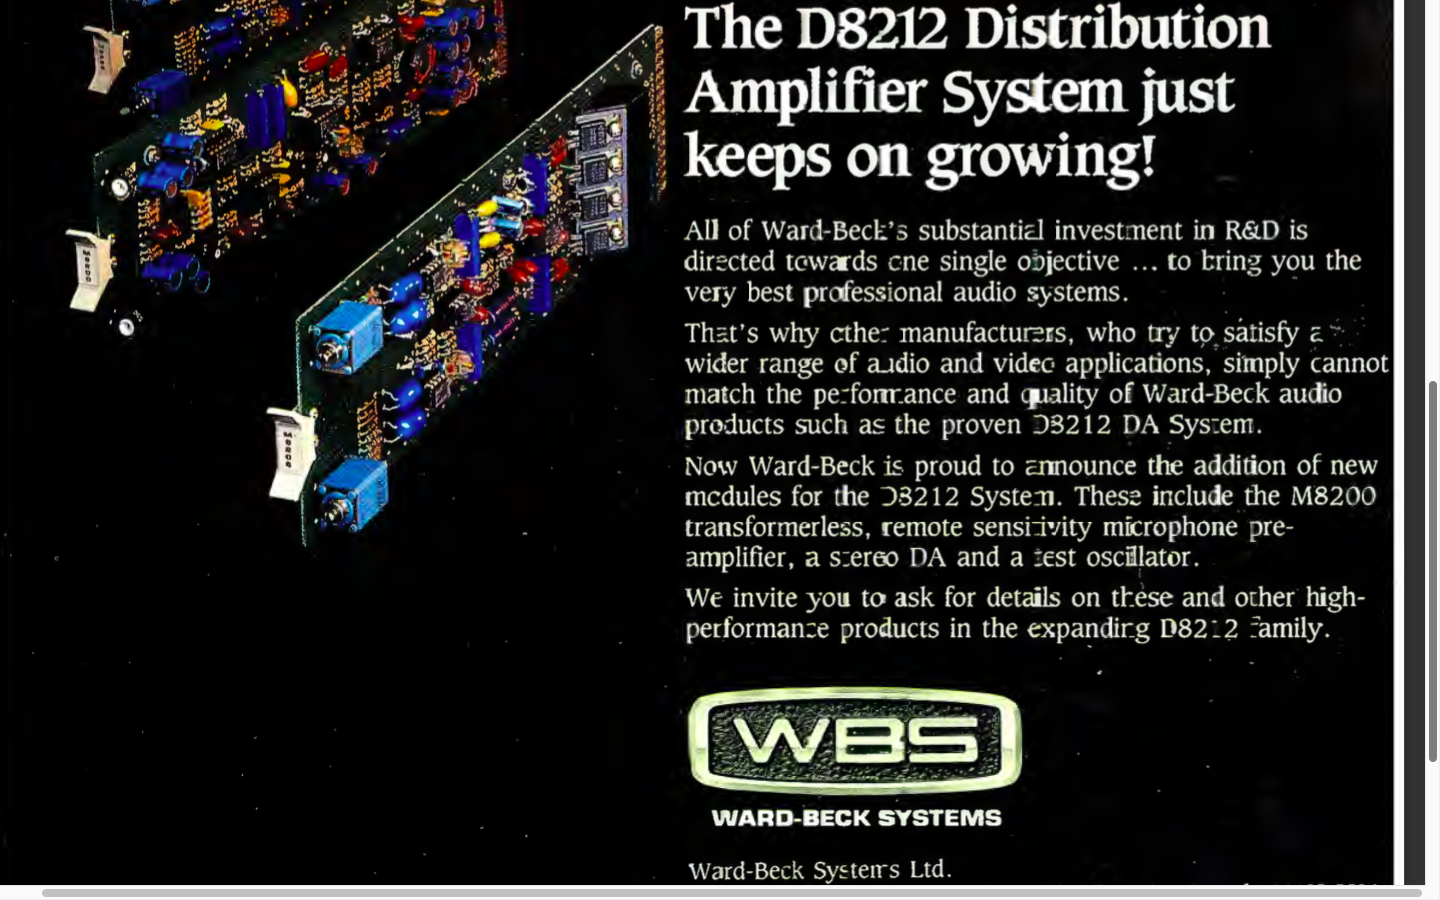 The D8212 Distribution
Amplifier System just
keeps on growing!
All of Ward-Beck's substantial investment in R&D is
directed towards one single objective ... to bring you the
very best professional audio systems.
That's why other manufacturers, who try to satisfy a
wider range of audio and video applications, simply cannot
match the performance and quality of Ward-Beck audio
products such as the proven D8212 DA System.
Now Ward-Beck is proud to announce the addition of new
modules for the D8212 System. These include the M8200
transformerless, remote sensitivity microphone pre-
amplifier, a stereo DA and a test oscillator.
We invite you to ask for details on these and other high-
performance products in the expanding D8212 family.
WBS
WARD-BECK SYSTEMS
Ward-Beck Systems Ltd.